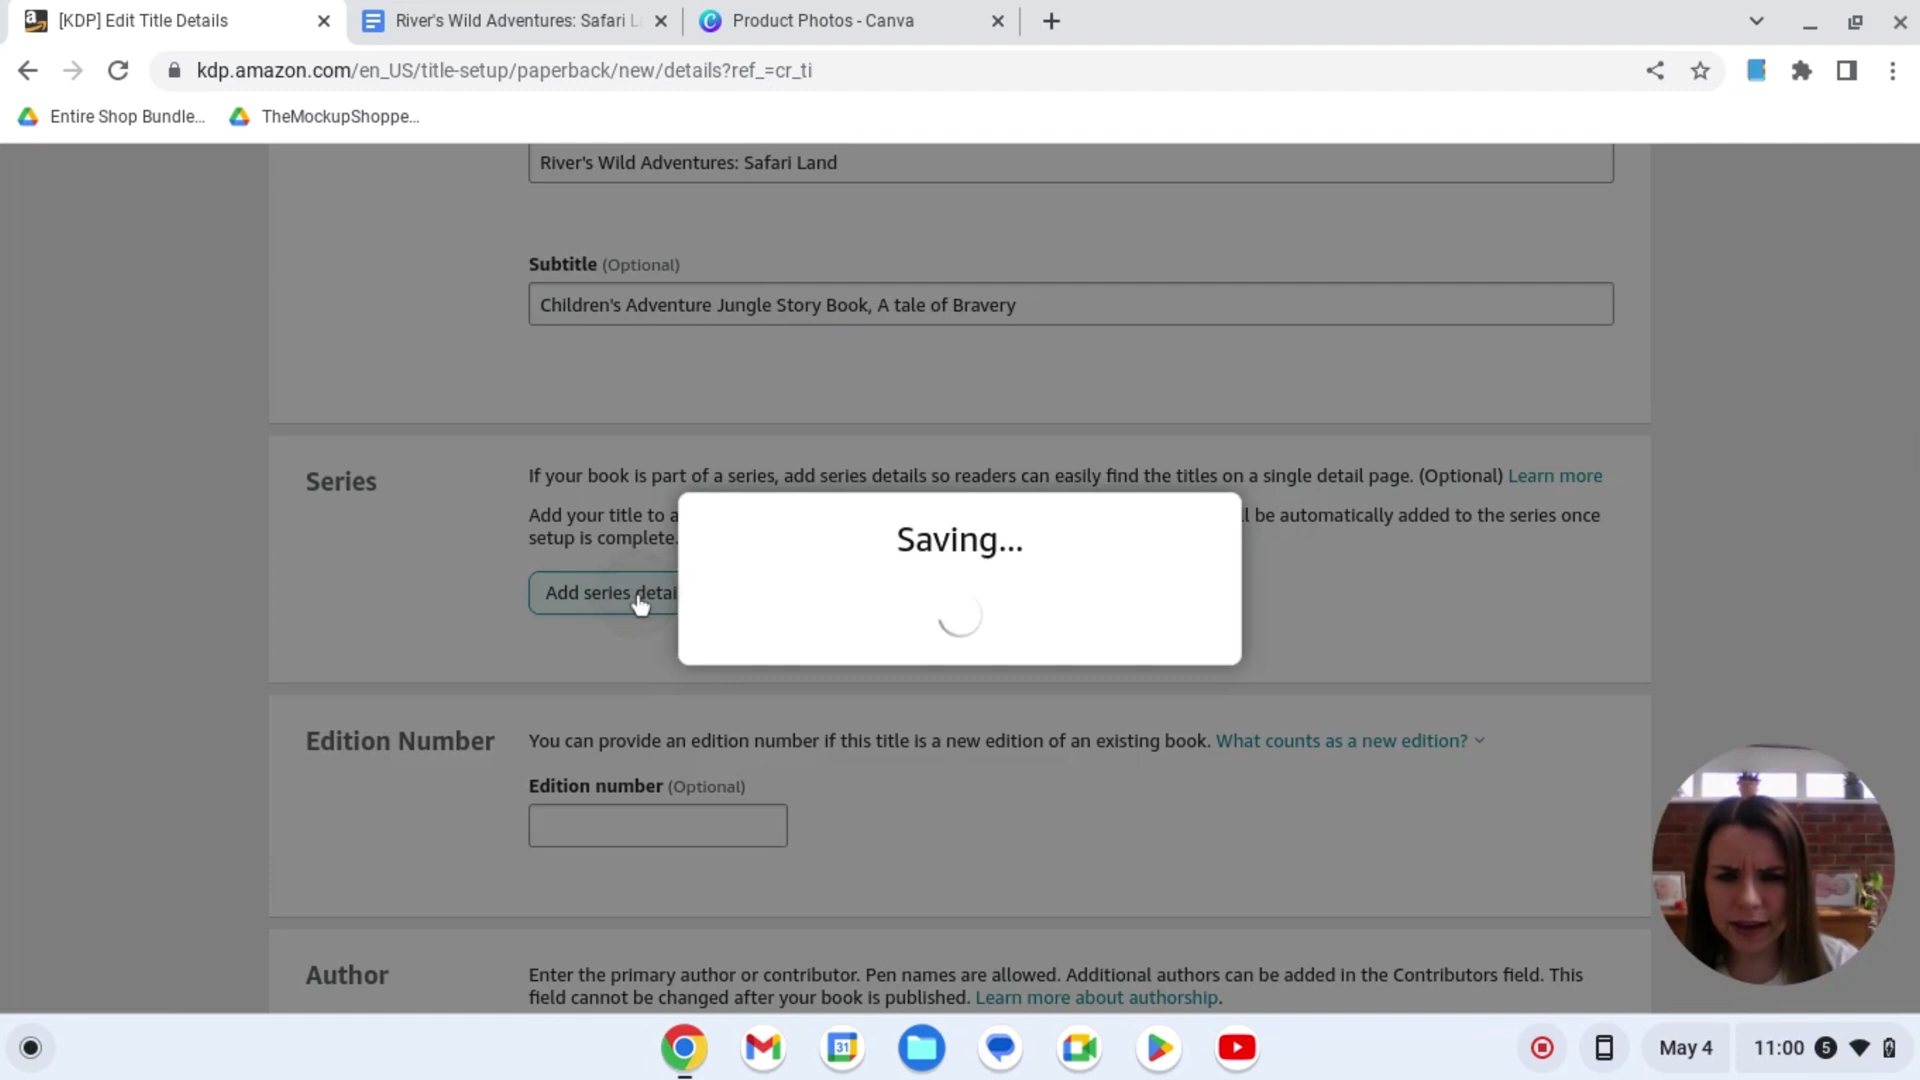 [KDP] Edit Title Details
River's Wild Adventures: Safari L
Product Photos - Canva
kdp.amazon.com/en_US/title-setup/paperback/new/details?ref_=cr_ti
Entire Shop Bundle...
TheMockupShoppe...
River's Wild Adventures: Safari Land
Subtitle (Optional)
Children's Adventure Jungle Story Book, A tale of Bravery
Series
If your book is part of a series, add series details so readers can easily find the titles on a single detail page. (Optional) Learn more
Add your title to a
l be automatically added to the series once
setup is complete.
Add series detai
Saving...
Edition Number
You can provide an edition number if this title is a new edition of an existing book. What counts as a new edition?
Edition number (Optional)
Author
Enter the primary author or contributor. Pen names are allowed. Additional authors can be added in the Contributors field. This
field cannot be changed after your book is published. Learn more about authorship.
31
May 4
11:00
5